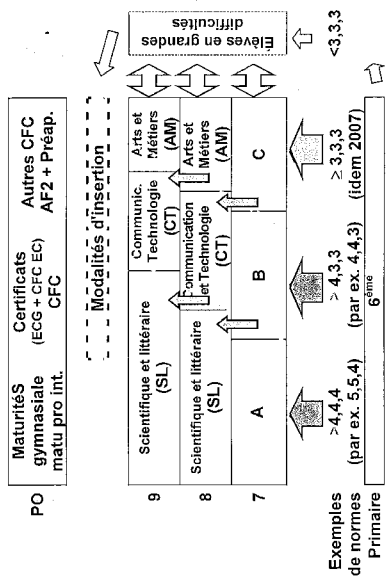 PO
Maturités
gymnasiale
matu pro int.
Certificats
(ECG + CFC EC)
CFC
Autres CFC
AF2 + Préap.
Modalités d'insertion
9
Scientifique et littéraire
(SL)
Communic.
Technologie
(CT)
Arts et
Métiers
(AM)
8
Scientifique et littéraire
(SL)
Communication
et Technologie
(CT)
Arts et
Métiers
(AM)
7
A
B
C
Élèves en grandes
difficultés
Exemples
de normes
>4,4,4
(par ex. 5,5,4)
> 4,3,3
(par ex. 4,4,3)
≥ 3,3,3
(idem 2007)
<3,3,3
Primaire
6ème